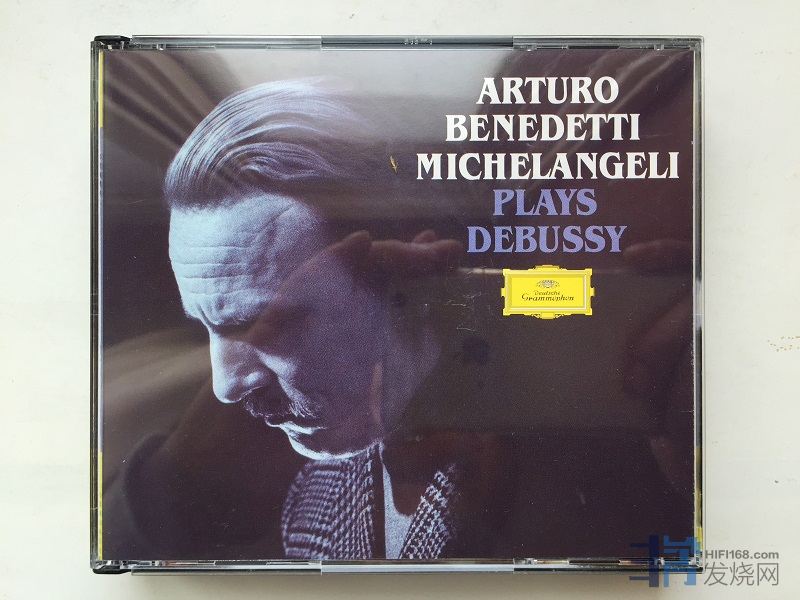 ARTURO
BENEDETTI
MICHELANGELI
PLAYS
DEBUSSY
Deutsche
Grammophon
HIFI168.com
发烧网